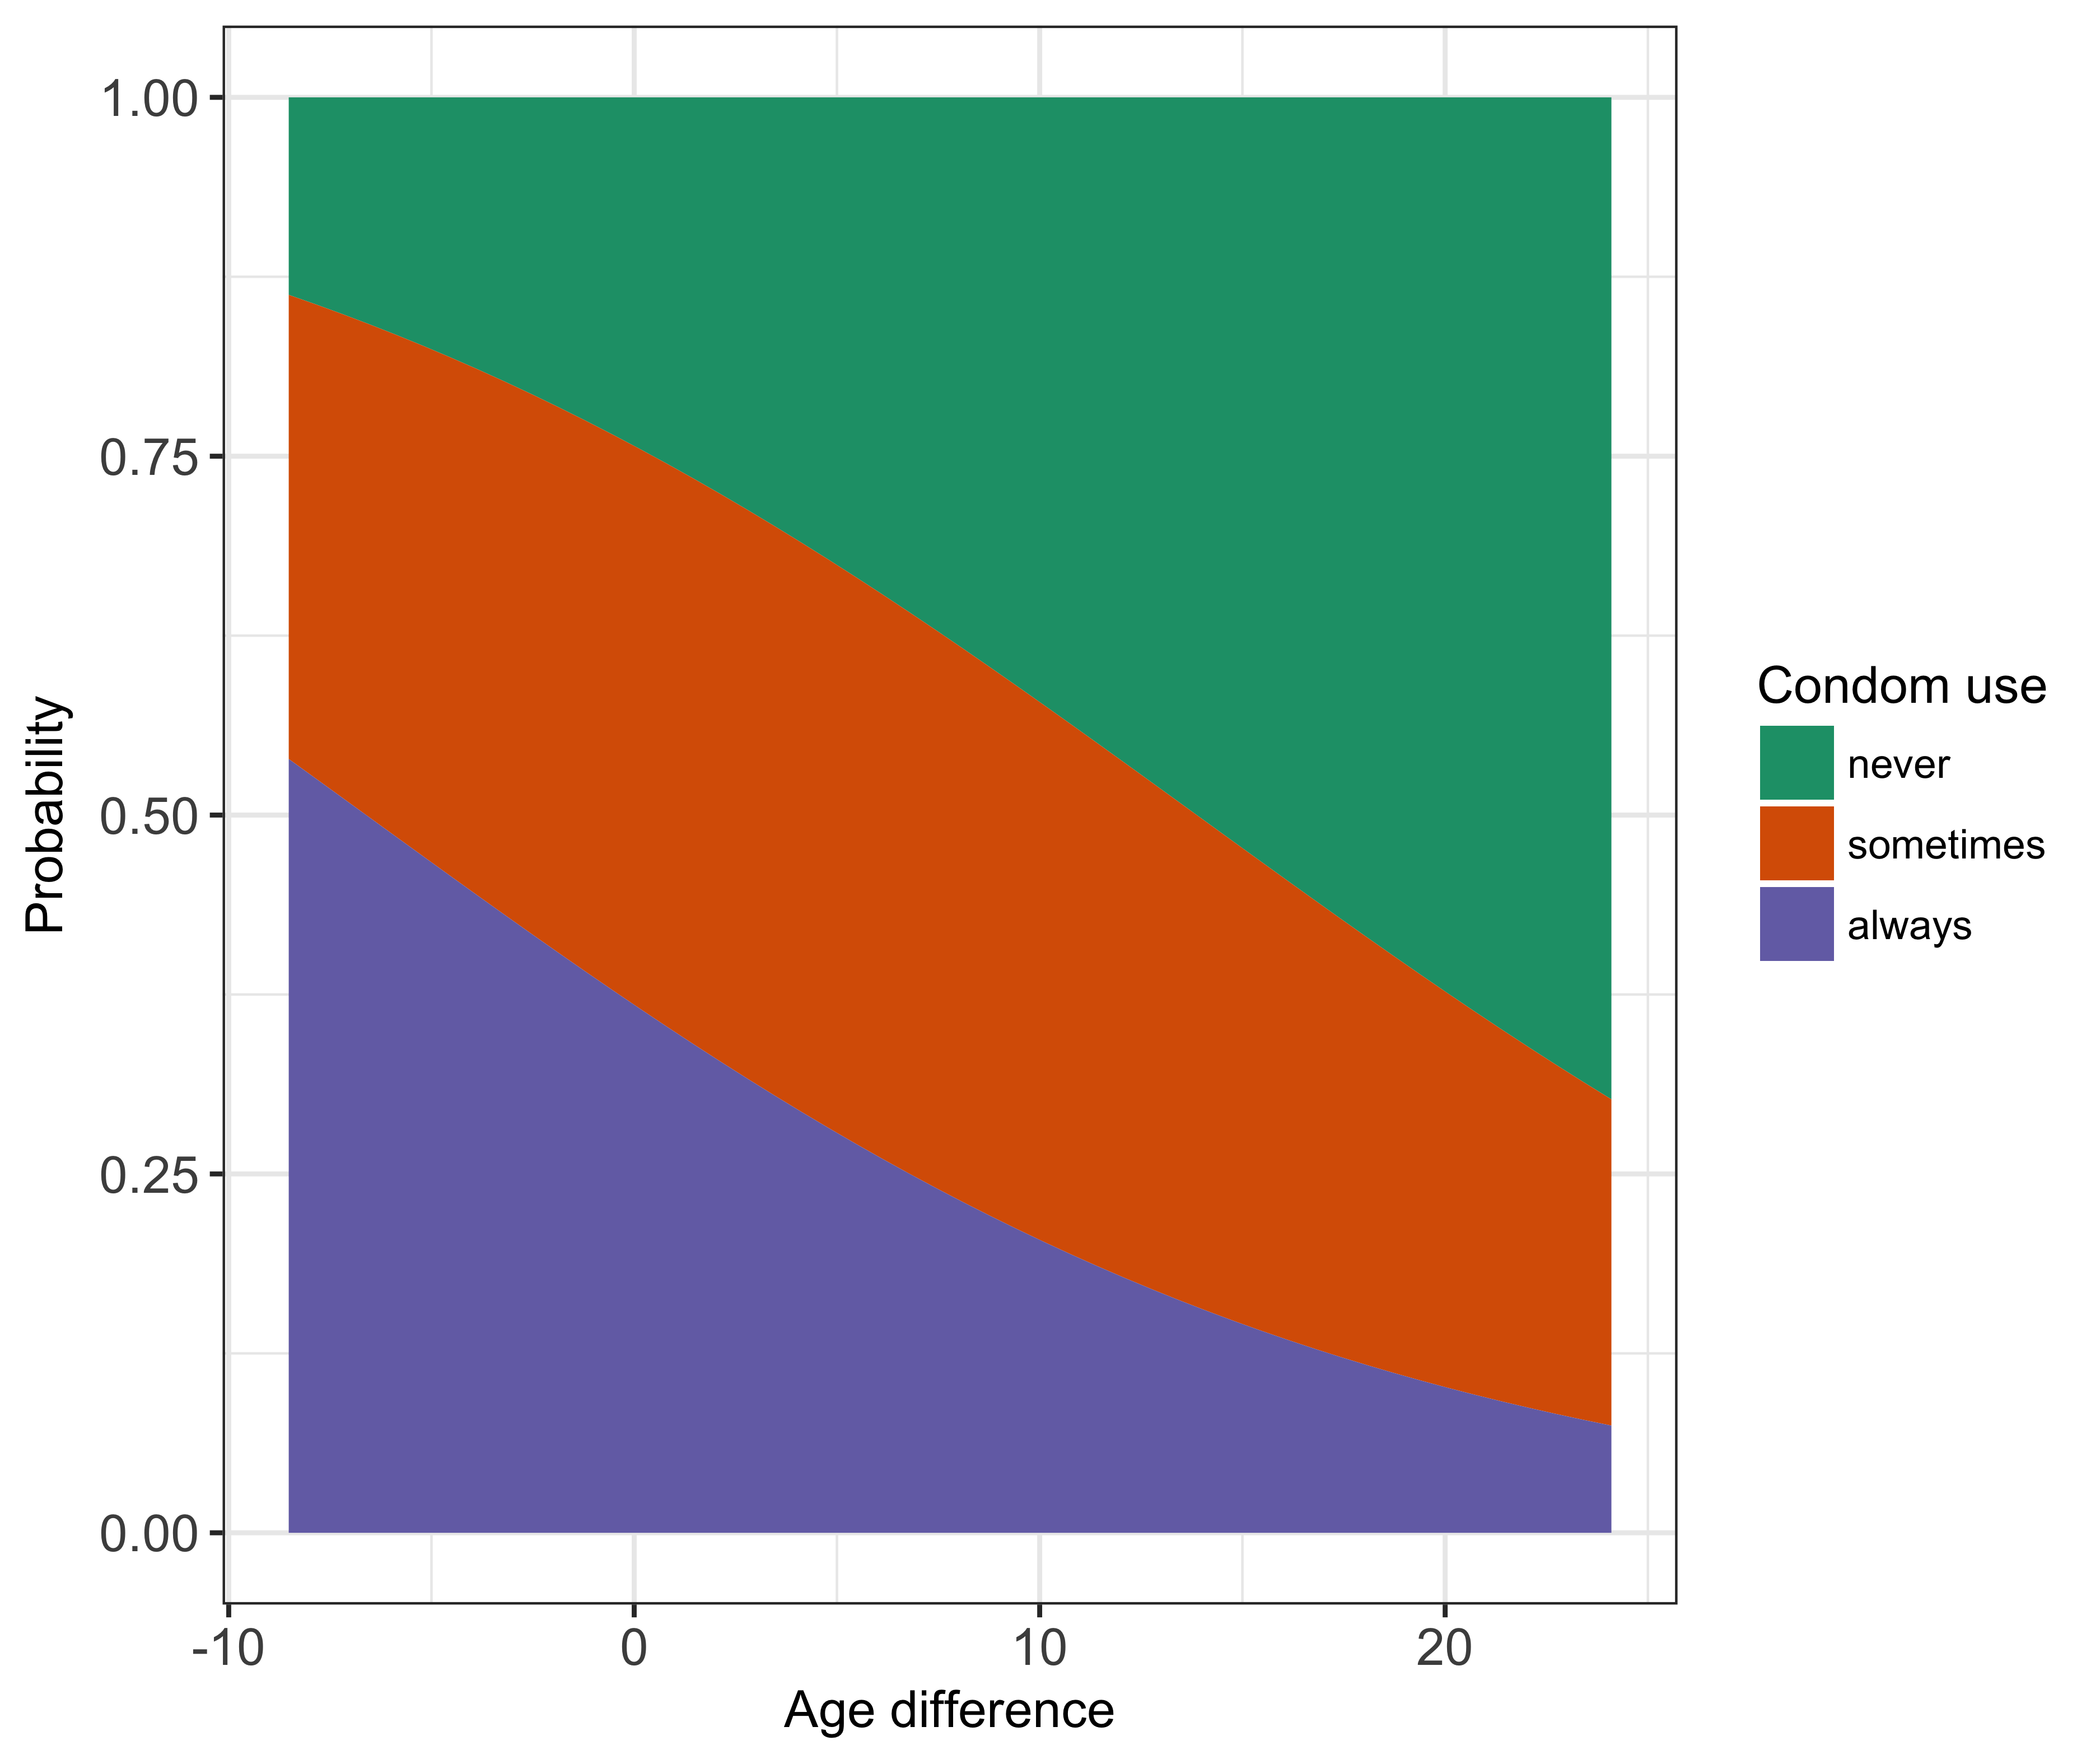 1.00
0.75
0.50
0.25
0.00
Probability
-10 0 10 20
Age difference
Condom use
never
sometimes
always